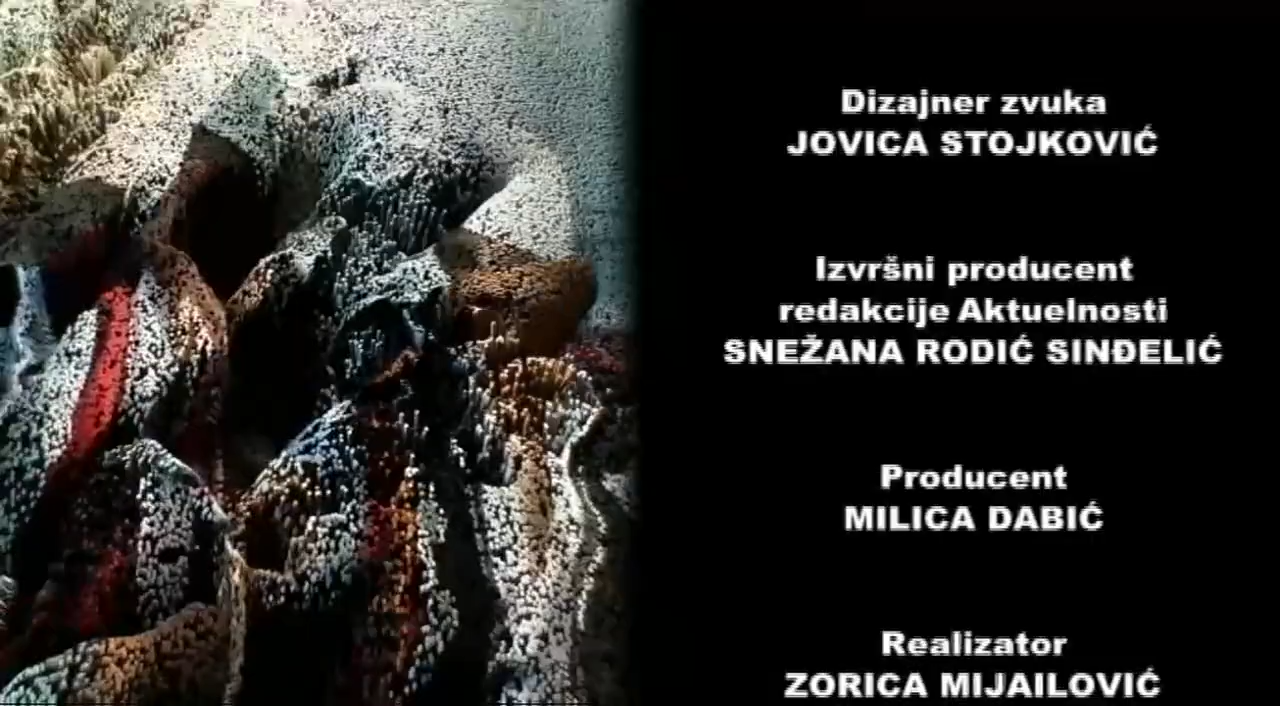 Dizajner zvuka
JOVICA STOJKOVIĆ
Izvršni producent
redakcije Aktuelnosti
SNEŽANA RODIĆ SINĐELIĆ
Producent
MILICA DABIĆ
Realizator
ZORICA MIJAILOVIĆ